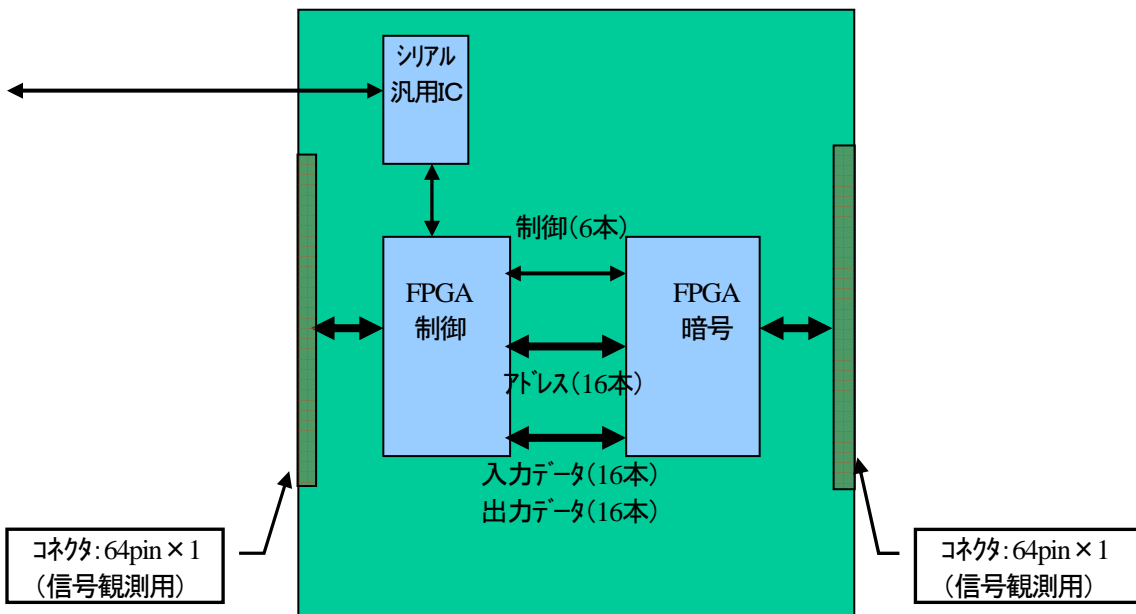 シリアル
汎用IC
制御(6本)
FPGA
制御
FPGA
暗号
アドレス(16本)
入力データ(16本)
出力データ(16本)
コネクタ:64pin×1
(信号観測用)
コネクタ:64pin×1
(信号観測用)